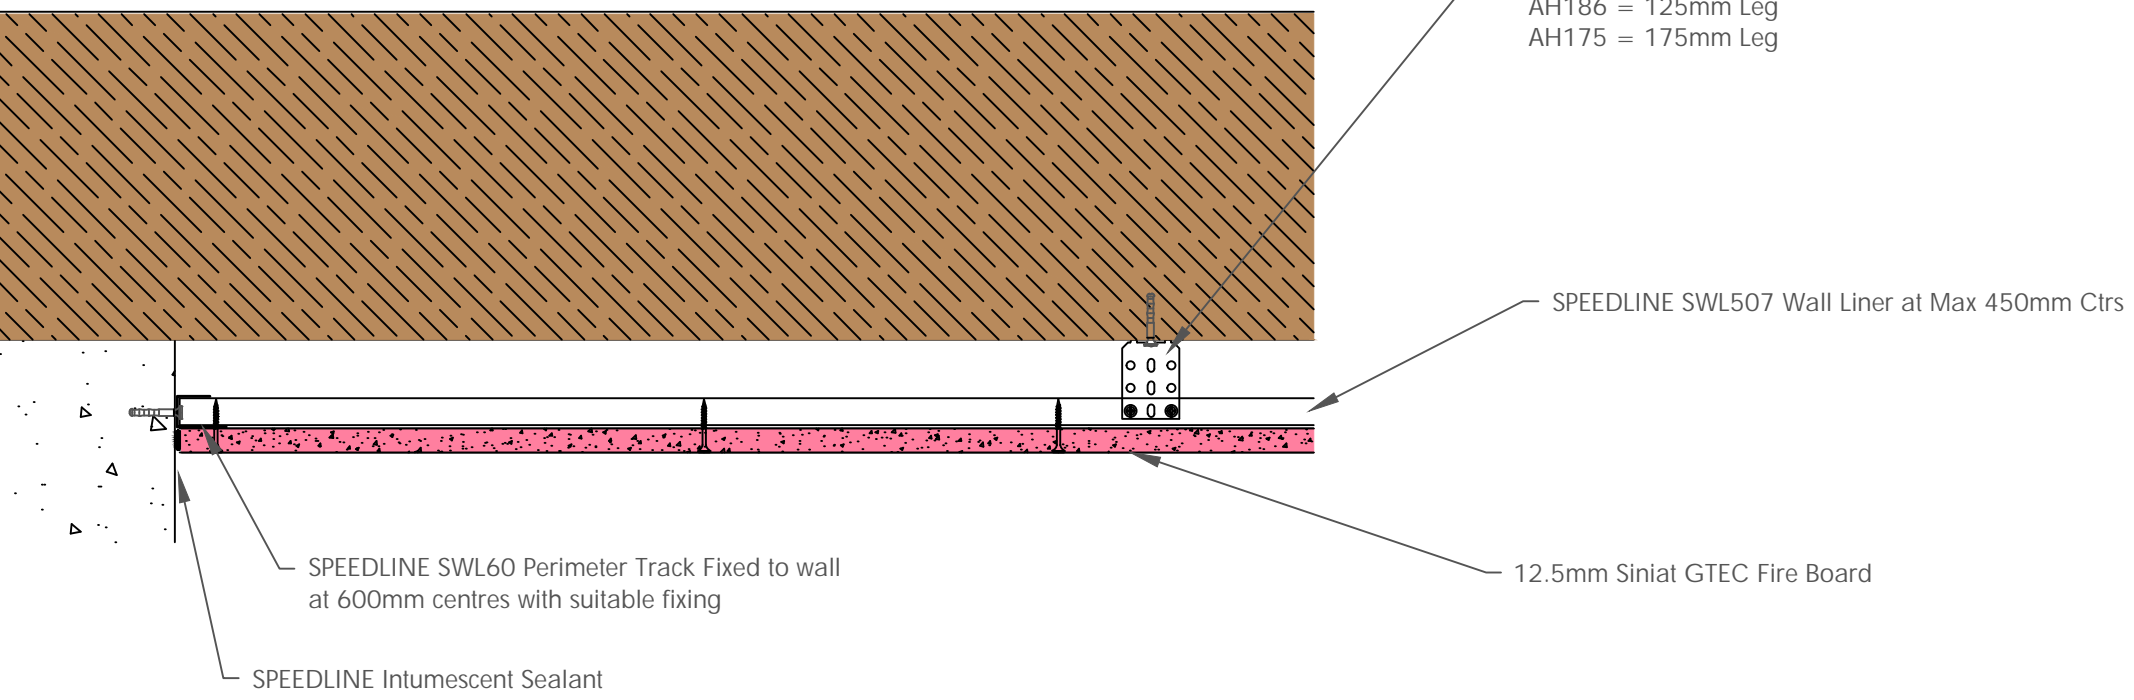 AH186 = 125mm Leg
AH175 = 175mm Leg
SPEEDLINE SWL507 Wall Liner at Max 450mm Ctrs
SPEEDLINE SWL60 Perimeter Track Fixed to wall
at 600mm centres with suitable fixing
12.5mm Siniat GTEC Fire Board
SPEEDLINE Intumescent Sealant